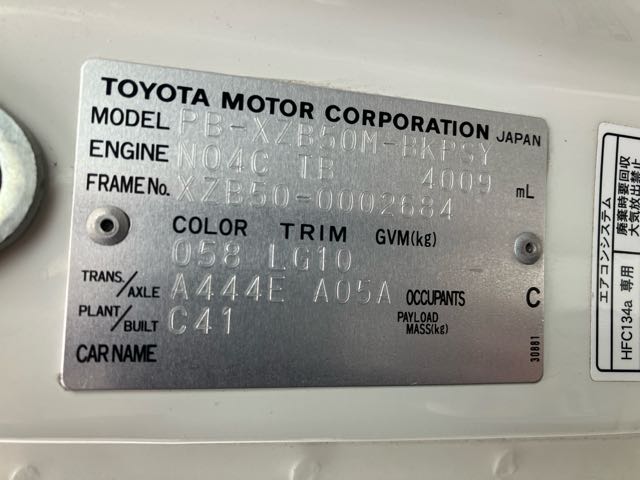 TOYOTA MOTOR CORPORATION JAPAN
MODEL PB-XZB50M-BKPSY
ENGINE N04C TB 4009 mL
FRAME No. XZB50-0002684
COLOR TRIM GVM(kg)
058 LG10
TRANS./AXLE A444E A05A OCCUPANTS C
PLANT/BUILT C41 PAYLOAD MASS(kg)
CAR NAME
30881
エアコンシステム
廃棄時要回収
大気放出禁止
HFC134a 専用